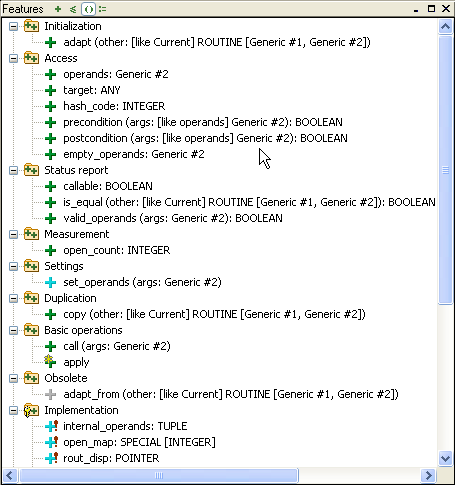 Features
Initialization
adapt (other: [like Current] ROUTINE [Generic #1, Generic #2])
Access
operands: Generic #2
target: ANY
hash_code: INTEGER
precondition (args: [like operands] Generic #2): BOOLEAN
postcondition (args: [like operands] Generic #2): BOOLEAN
empty_operands: Generic #2
Status report
callable: BOOLEAN
is_equal (other: [like Current] ROUTINE [Generic #1, Generic #2]): BOOLEAN
valid_operands (args: Generic #2): BOOLEAN
Measurement
open_count: INTEGER
Settings
set_operands (args: Generic #2)
Duplication
copy (other: [like Current] ROUTINE [Generic #1, Generic #2])
Basic operations
call (args: Generic #2)
apply
Obsolete
adapt_from (other: [like Current] ROUTINE [Generic #1, Generic #2])
Implementation
internal_operands: TUPLE
open_map: SPECIAL [INTEGER]
rout_disp: POINTER